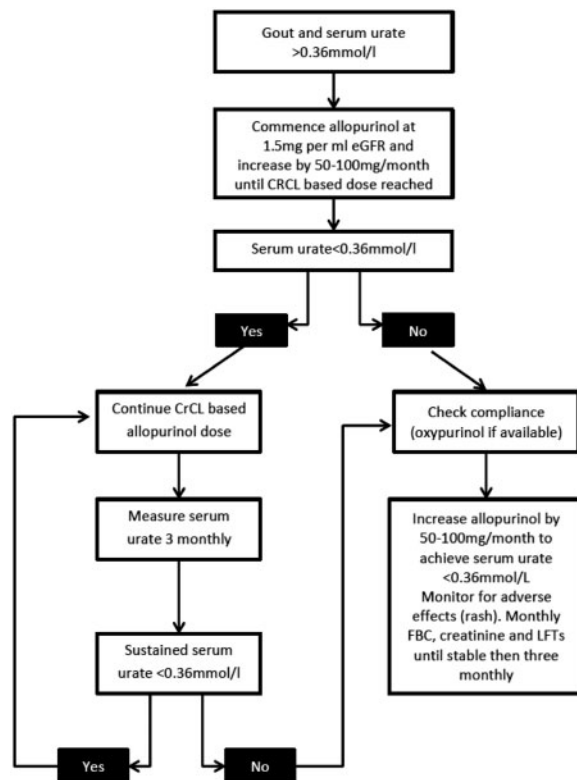 Gout and serum urate
>0.36mmol/l
Commence allopurinol at
1.5mg per ml eGFR and
increase by 50-100mg/month
until CRCL based dose reached
Serum urate<0.36mmol/l
Yes
No
Continue CrCL based
allopurinol dose
Check compliance
(oxypurinol if available)
Measure serum
urate 3 monthly
Increase allopurinol by
50-100mg/month to
achieve serum urate
<0.36mmol/L
Monitor for adverse
effects (rash). Monthly
FBC, creatinine and LFTs
until stable then three
monthly
Sustained serum
urate <0.36mmol/l
Yes
No